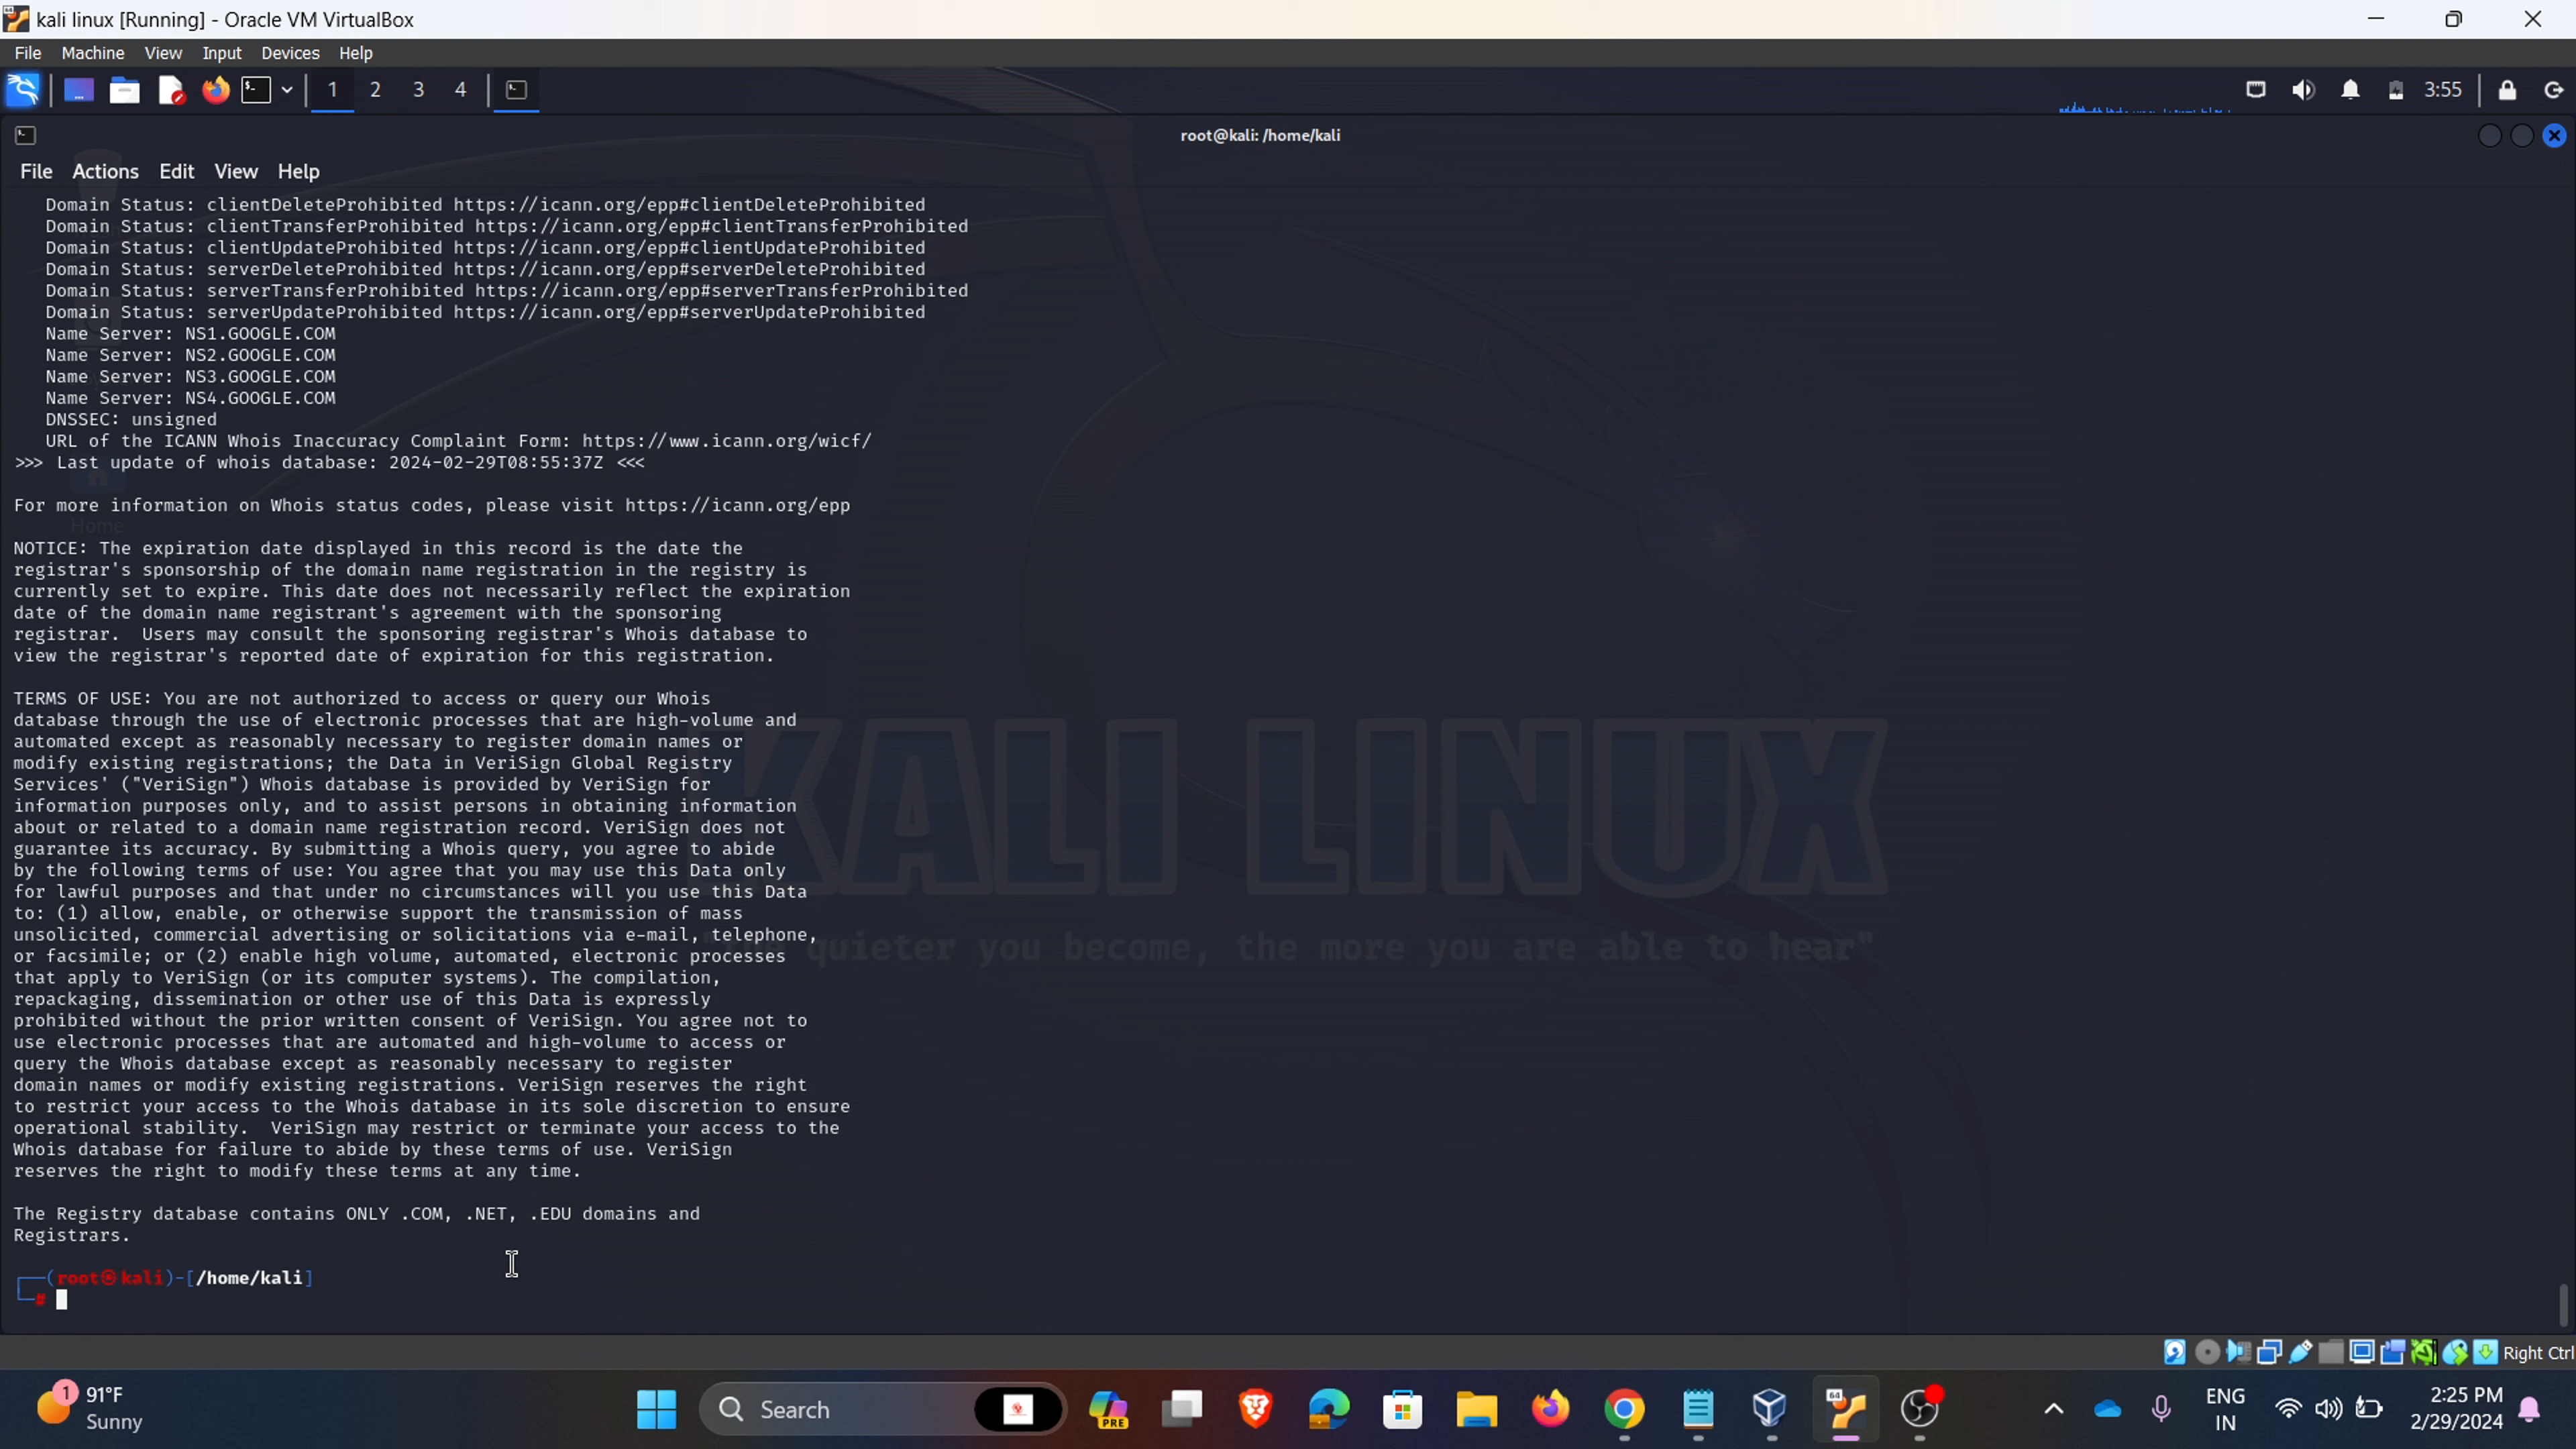 kali linux [Running] - Oracle VM VirtualBox
File Machine View Input Devices Help
1 2 3 4 3:55
root@kali: /home/kali
File Actions Edit View Help
Domain Status: clientDeleteProhibited https://icann.org/epp#clientDeleteProhibited
Domain Status: clientTransferProhibited https://icann.org/epp#clientTransferProhibited
Domain Status: clientUpdateProhibited https://icann.org/epp#clientUpdateProhibited
Domain Status: serverDeleteProhibited https://icann.org/epp#serverDeleteProhibited
Domain Status: serverTransferProhibited https://icann.org/epp#serverTransferProhibited
Domain Status: serverUpdateProhibited https://icann.org/epp#serverUpdateProhibited
Name Server: NS1.GOOGLE.COM
Name Server: NS2.GOOGLE.COM
Name Server: NS3.GOOGLE.COM
Name Server: NS4.GOOGLE.COM
DNSSEC: unsigned
URL of the ICANN Whois Inaccuracy Complaint Form: https://www.icann.org/wicf/
>>> Last update of whois database: 2024-02-29T08:55:37Z <<<
For more information on Whois status codes, please visit https://icann.org/epp
Home
NOTICE: The expiration date displayed in this record is the date the
registrar's sponsorship of the domain name registration in the registry is
currently set to expire. This date does not necessarily reflect the expiration
date of the domain name registrant's agreement with the sponsoring
registrar.  Users may consult the sponsoring registrar's Whois database to
view the registrar's reported date of expiration for this registration.
TERMS OF USE: You are not authorized to access or query our Whois
database through the use of electronic processes that are high-volume and
automated except as reasonably necessary to register domain names or
modify existing registrations; the Data in VeriSign Global Registry
Services' ("VeriSign") Whois database is provided by VeriSign for
information purposes only, and to assist persons in obtaining information
about or related to a domain name registration record. VeriSign does not
guarantee its accuracy. By submitting a Whois query, you agree to abide
by the following terms of use: You agree that you may use this Data only
for lawful purposes and that under no circumstances will you use this Data
to: (1) allow, enable, or otherwise support the transmission of mass
unsolicited, commercial advertising or solicitations via e-mail, telephone,
or facsimile; or (2) enable high volume, automated, electronic processes
that apply to VeriSign (or its computer systems). The compilation,
repackaging, dissemination or other use of this Data is expressly
prohibited without the prior written consent of VeriSign. You agree not to
use electronic processes that are automated and high-volume to access or
query the Whois database except as reasonably necessary to register
domain names or modify existing registrations. VeriSign reserves the right
to restrict your access to the Whois database in its sole discretion to ensure
operational stability.  VeriSign may restrict or terminate your access to the
Whois database for failure to abide by these terms of use. VeriSign
reserves the right to modify these terms at any time.
The Registry database contains ONLY .COM, .NET, .EDU domains and
Registrars.
(root㉿kali)-[/home/kali]
#
KALI LINUX
quieter you become, the more you are able to hear"
Right Ctrl
1 91°F
Sunny
Search
PRE
64
ENG
IN
2:25 PM
2/29/2024